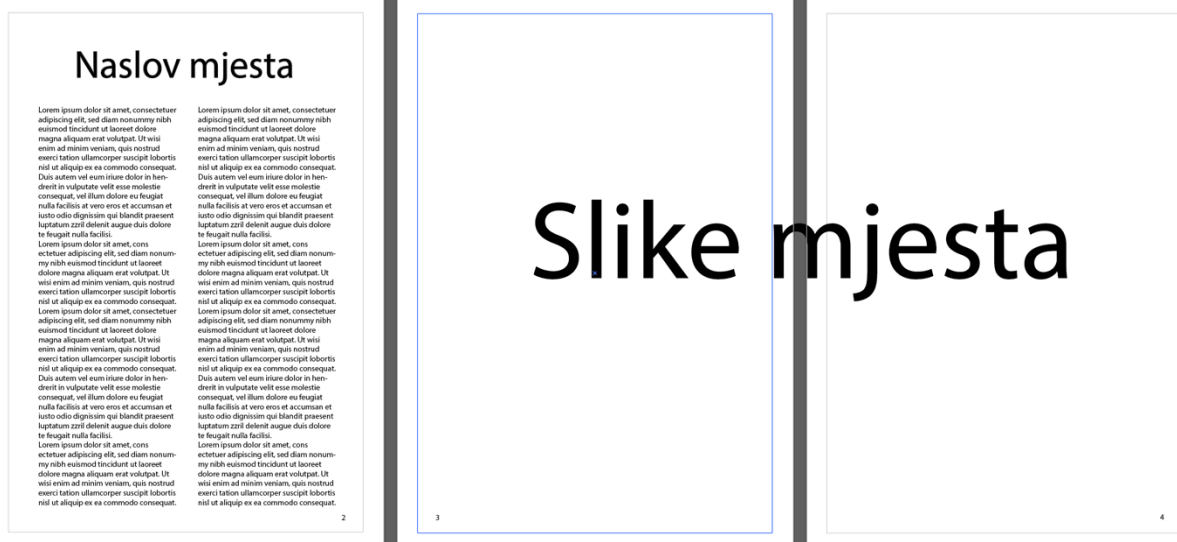 Naslov mjesta
Lorem ipsum dolor sit amet, consectetuer
adipiscing elit, sed diam nonummy nibh
euismod tincidunt ut laoreet dolore
magna aliquam erat volutpat. Ut wisi
enim ad minim veniam, quis nostrud
exerci tation ullamcorper suscipit lobortis
nisl ut aliquip ex ea commodo consequat.
Duis autem vel eum iriure dolor in hen-
drerit in vulputate velit esse molestie
consequat, vel illum dolore eu feugiat
nulla facilisis at vero eros et accumsan et
iusto odio dignissim qui blandit praesent
luptatum zzril delenit augue duis dolore
te feugait nulla facilisi.
Lorem ipsum dolor sit amet, cons
ectetuer adipiscing elit, sed diam nonum-
my nibh euismod tincidunt ut laoreet
dolore magna aliquam erat volutpat. Ut
wisi enim ad minim veniam, quis nostrud
exerci tation ullamcorper suscipit lobortis
nisl ut aliquip ex ea commodo consequat.
Lorem ipsum dolor sit amet, consectetuer
adipiscing elit, sed diam nonummy nibh
euismod tincidunt ut laoreet dolore
magna aliquam erat volutpat. Ut wisi
enim ad minim veniam, quis nostrud
exerci tation ullamcorper suscipit lobortis
nisl ut aliquip ex ea commodo consequat.
Duis autem vel eum iriure dolor in hen-
drerit in vulputate velit esse molestie
consequat, vel illum dolore eu feugiat
nulla facilisis at vero eros et accumsan et
iusto odio dignissim qui blandit praesent
luptatum zzril delenit augue duis dolore
te feugait nulla facilisi.
Lorem ipsum dolor sit amet, cons
ectetuer adipiscing elit, sed diam nonum-
my nibh euismod tincidunt ut laoreet
dolore magna aliquam erat volutpat. Ut
wisi enim ad minim veniam, quis nostrud
exerci tation ullamcorper suscipit lobortis
nisl ut aliquip ex ea commodo consequat.
Lorem ipsum dolor sit amet, consectetuer
adipiscing elit, sed diam nonummy nibh
euismod tincidunt ut laoreet dolore
magna aliquam erat volutpat. Ut wisi
enim ad minim veniam, quis nostrud
exerci tation ullamcorper suscipit lobortis
nisl ut aliquip ex ea commodo consequat.
Duis autem vel eum iriure dolor in hen-
drerit in vulputate velit esse molestie
consequat, vel illum dolore eu feugiat
nulla facilisis at vero eros et accumsan et
iusto odio dignissim qui blandit praesent
luptatum zzril delenit augue duis dolore
te feugait nulla facilisi.
Lorem ipsum dolor sit amet, cons
ectetuer adipiscing elit, sed diam nonum-
my nibh euismod tincidunt ut laoreet
dolore magna aliquam erat volutpat. Ut
wisi enim ad minim veniam, quis nostrud
exerci tation ullamcorper suscipit lobortis
nisl ut aliquip ex ea commodo consequat.
Lorem ipsum dolor sit amet, consectetuer
adipiscing elit, sed diam nonummy nibh
euismod tincidunt ut laoreet dolore
magna aliquam erat volutpat. Ut wisi
enim ad minim veniam, quis nostrud
exerci tation ullamcorper suscipit lobortis
nisl ut aliquip ex ea commodo consequat.
Duis autem vel eum iriure dolor in hen-
drerit in vulputate velit esse molestie
consequat, vel illum dolore eu feugiat
nulla facilisis at vero eros et accumsan et
iusto odio dignissim qui blandit praesent
luptatum zzril delenit augue duis dolore
te feugait nulla facilisi.
Lorem ipsum dolor sit amet, cons
ectetuer adipiscing elit, sed diam nonum-
my nibh euismod tincidunt ut laoreet
dolore magna aliquam erat volutpat. Ut
wisi enim ad minim veniam, quis nostrud
exerci tation ullamcorper suscipit lobortis
nisl ut aliquip ex ea commodo consequat.
2
Slike mjesta
3
4